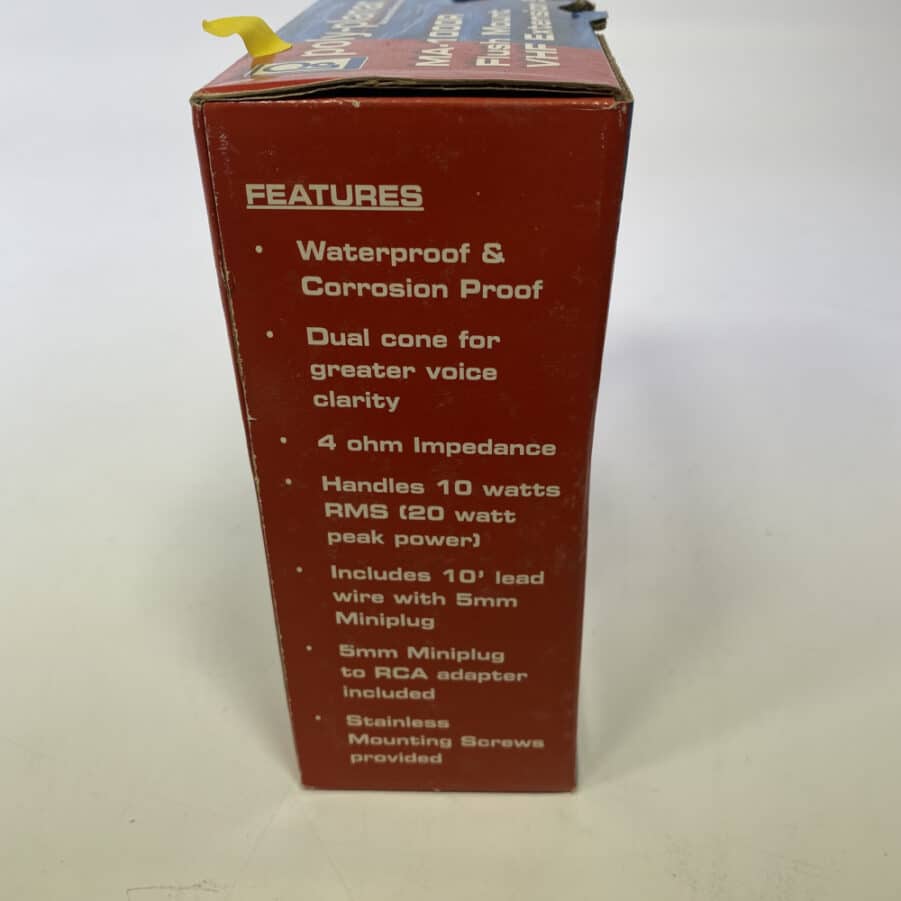 poly-planar
MA-100GR
Flush Mount
VHF Extension
FEATURES
• Waterproof &
Corrosion Proof
• Dual cone for
greater voice
clarity
• 4 ohm Impedance
• Handles 10 watts
RMS (20 watt
peak power)
• Includes 10' lead
wire with 5mm
Miniplug
• 5mm Miniplug
to RCA adapter
included
• Stainless
Mounting Screws
provided